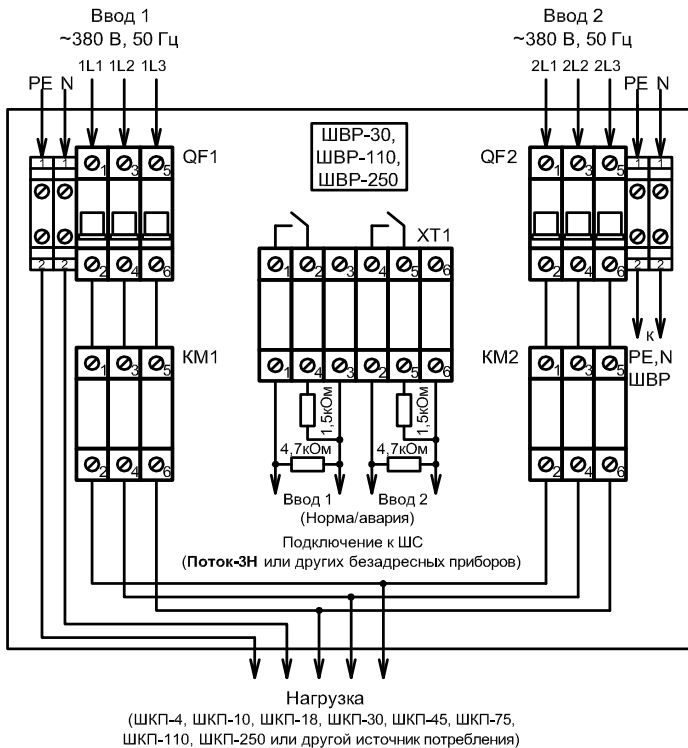 Ввод 1
~380 В, 50 Гц
1L1 1L2 1L3
PE N
Ввод 2
~380 В, 50 Гц
2L1 2L2 2L3
PE N
ШВР-30,
ШВР-110,
ШВР-250
QF1
QF2
1 1 1 3 5
1 3 5 1 1
XT1
2 2 2 4 6
1 2 3 4 5 6
2 4 6 2 2
к
PE,N
ШВР
KM1
KM2
1 3 5
1 4 3 2 5 6
1 3 5
1,5кОм
1,5кОм
4,7кОм
4,7кОм
2 4 6
2 4 6
Ввод 1
Ввод 2
(Норма/авария)
Подключение к ШС
(Поток-3Н или других безадресных приборов)
Нагрузка
(ШКП-4, ШКП-10, ШКП-18, ШКП-30, ШКП-45, ШКП-75,
ШКП-110, ШКП-250 или другой источник потребления)